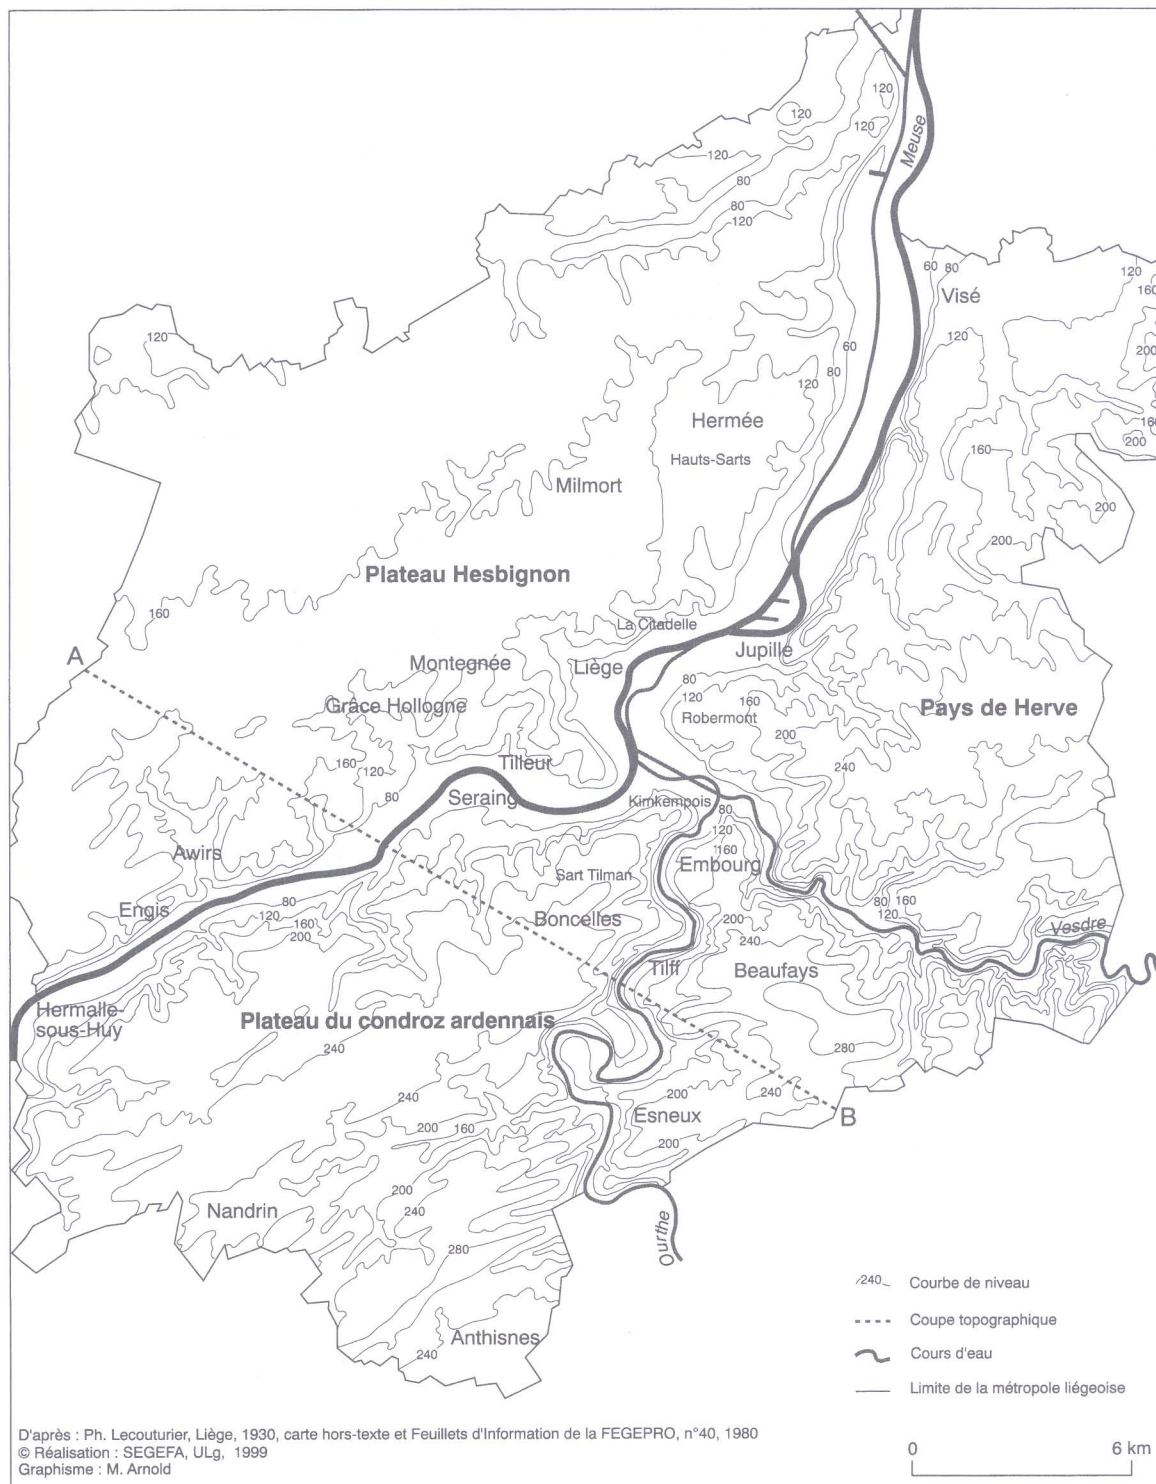 120
120
120
Meuse
120
80
80
120
120
60
80
Visé
120
160
120
120
60
200
80
120
160
200
Hermée
160
Hauts-Sarts
Milmort
200
200
Plateau Hesbignon
160
La Citadelle
A
Jupille
Montegnée
Liège
80
120
160
Grâce Hollogne
Robermont
Pays de Herve
200
240
Tilleur
160
120
80
Seraing
Kimkempois
80
120
160
Awirs
Embourg
Sart Tilman
80
160
120
Engis
80
120
160
200
Boncelles
200
240
Vesdre
Tilff
Beaufays
Hermalle-
sous-Huy
Plateau du condroz ardennais
240
280
200
240
240
B
Esneux
200
160
200
200
Nandrin
240
Ourthe
280
Anthisnes
240
240
Courbe de niveau
Coupe topographique
Cours d'eau
Limite de la métropole liégeoise
D'après : Ph. Lecouturier, Liège, 1930, carte hors-texte et Feuillets d'Information de la FEGEPRO, n°40, 1980
© Réalisation : SEGEFA, ULg, 1999
Graphisme : M. Arnold
0
6 km